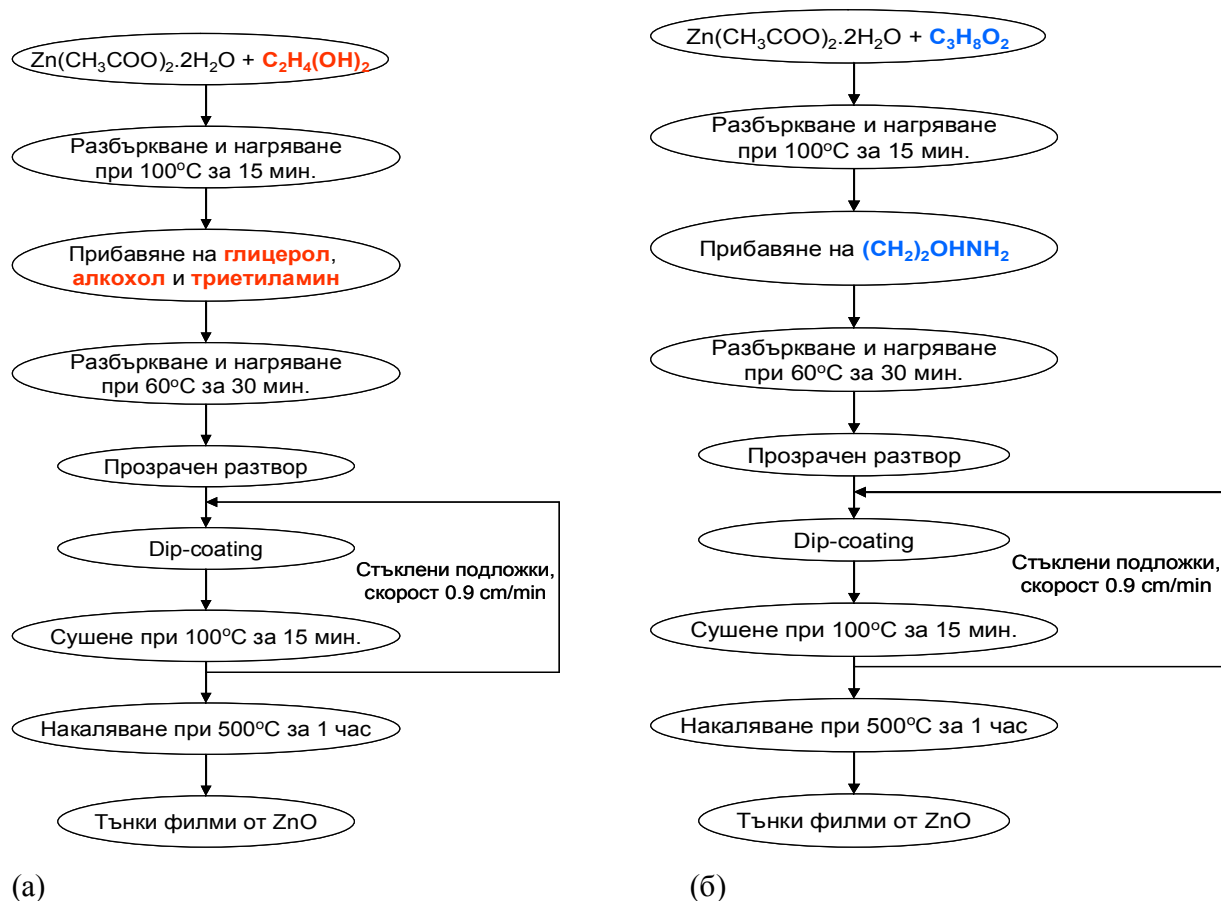 Zn(CH₃COO)₂.2H₂O + C₂H₄(OH)₂
Разбъркване и нагряване
при 100°C за 15 мин.
Прибавяне на глицерол,
алкохол и триетиламин
Разбъркване и нагряване
при 60°C за 30 мин.
Прозрачен разтвор
Dip-coating
Стъклени подложки,
скорост 0.9 cm/min
Сушене при 100°C за 15 мин.
Накаляване при 500°C за 1 час
Тънки филми от ZnO
(а)
Zn(CH₃COO)₂.2H₂O + C₃H₈O₂
Разбъркване и нагряване
при 100°C за 15 мин.
Прибавяне на (CH₂)₂OHNH₂
Разбъркване и нагряване
при 60°C за 30 мин.
Прозрачен разтвор
Dip-coating
Стъклени подложки,
скорост 0.9 cm/min
Сушене при 100°C за 15 мин.
Накаляване при 500°C за 1 час
Тънки филми от ZnO
(б)